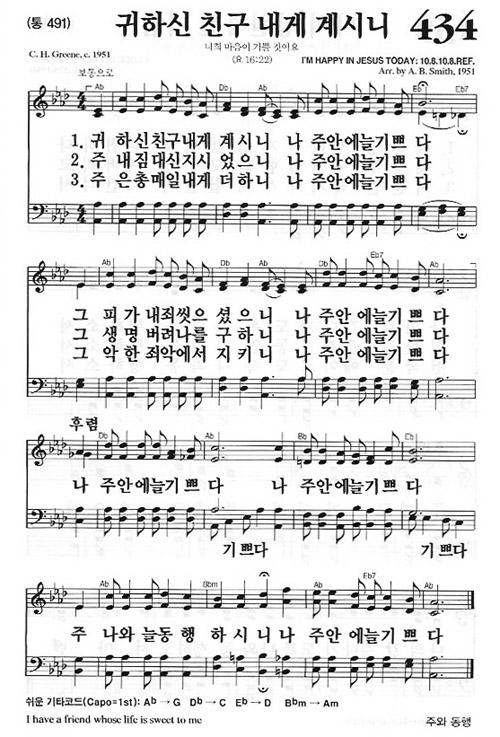 (통 491) 귀하신 친구 내게 계시니 434
너희 마음이 기쁠 것이요
C. H. Greene, c. 1951 (요 16:22) I'M HAPPY IN JESUS TODAY: 10.8.10.8.REF.
Arr. by A. B. Smith, 1951
보통으로
Ab Db Ab Eb
1. 귀 하신친구내게 계시니 나 주안에늘기쁘 다
2. 주 내짐대신지시 었으니 나 주안에늘기쁘 다
3. 주 은총매일내게 더하니 나 주안에늘기쁘 다
Ab Db Ab Eb7 Ab
그 피가 내죄씻으 셨으니 나 주안 에늘기쁘 다
그 생명 버려나를 구하니 나 주안 에늘기쁘 다
그 악한 죄악에서 지키니 나 주안 에늘기쁘 다
후렴
Db Ab Bb Eb
나 주안에늘기쁘 다 나 주안에늘기쁘 다
기쁘다 기쁘다
Ab Bbm Ab Eb7 Ab
주 나와 늘동 행 하시니나 주안에늘기쁘 다
쉬운 기타코드(Capo=1st): Ab → G Db → C Eb → D Bbm → Am
I have a friend whose life is sweet to me 주와 동행